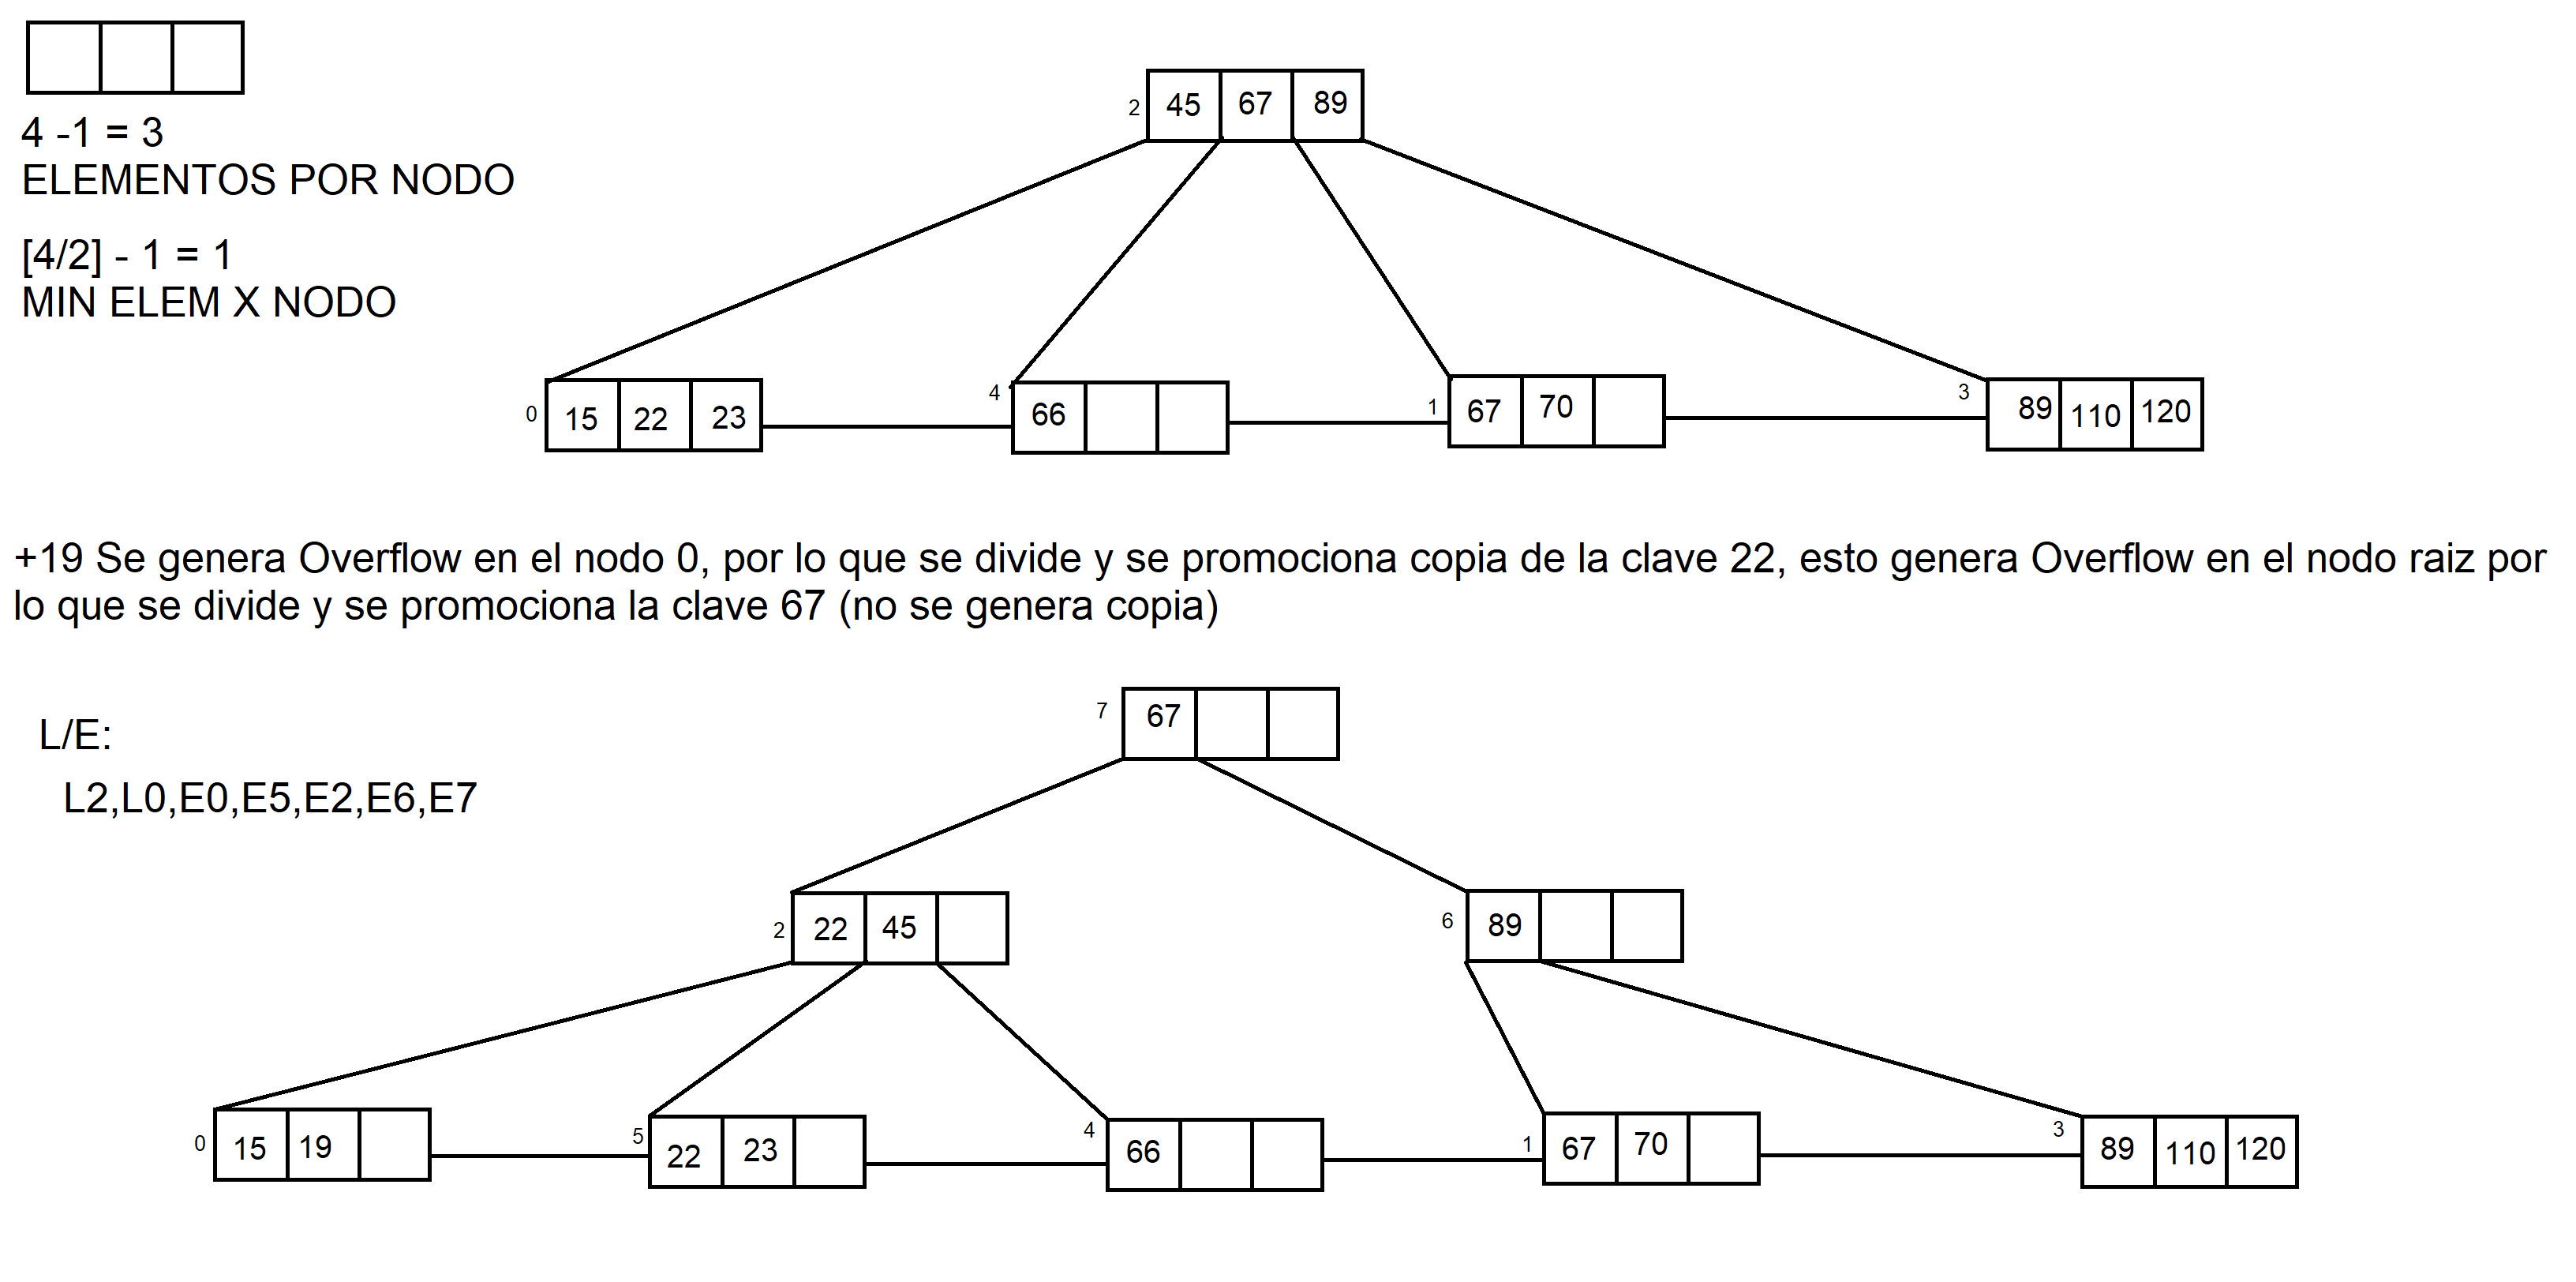 4 -1 = 3
ELEMENTOS POR NODO
[4/2] - 1 = 1
MIN ELEM X NODO
2 45 67 89
0 15 22 23
4 66
1 67 70
3 89 110 120
+19 Se genera Overflow en el nodo 0, por lo que se divide y se promociona copia de la clave 22, esto genera Overflow en el nodo raiz por
lo que se divide y se promociona la clave 67 (no se genera copia)
L/E:
L2,L0,E0,E5,E2,E6,E7
7 67
2 22 45
6 89
0 15 19
5 22 23
4 66
1 67 70
3 89 110 120